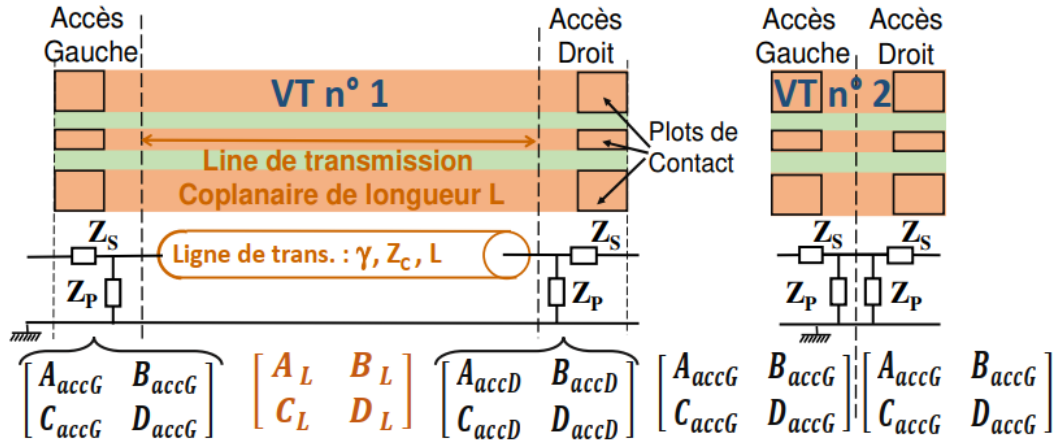 Accès
Gauche
Accès
Droit
Accès
Gauche
Accès
Droit
VT n° 1
VT n° 2
Plots de
Contact
Line de transmission
Coplanaire de longueur L
Z_S
Ligne de trans. : γ, Z_C , L
Z_S
Z_S
Z_S
Z_P
Z_P
Z_P
Z_P
[A_accG B_accG] [A_L B_L] [A_accD B_accD] [A_accG B_accG] [A_accG B_accG]
[C_accG D_accG] [C_L D_L] [C_accD D_accD] [C_accG D_accG] [C_accG D_accG]